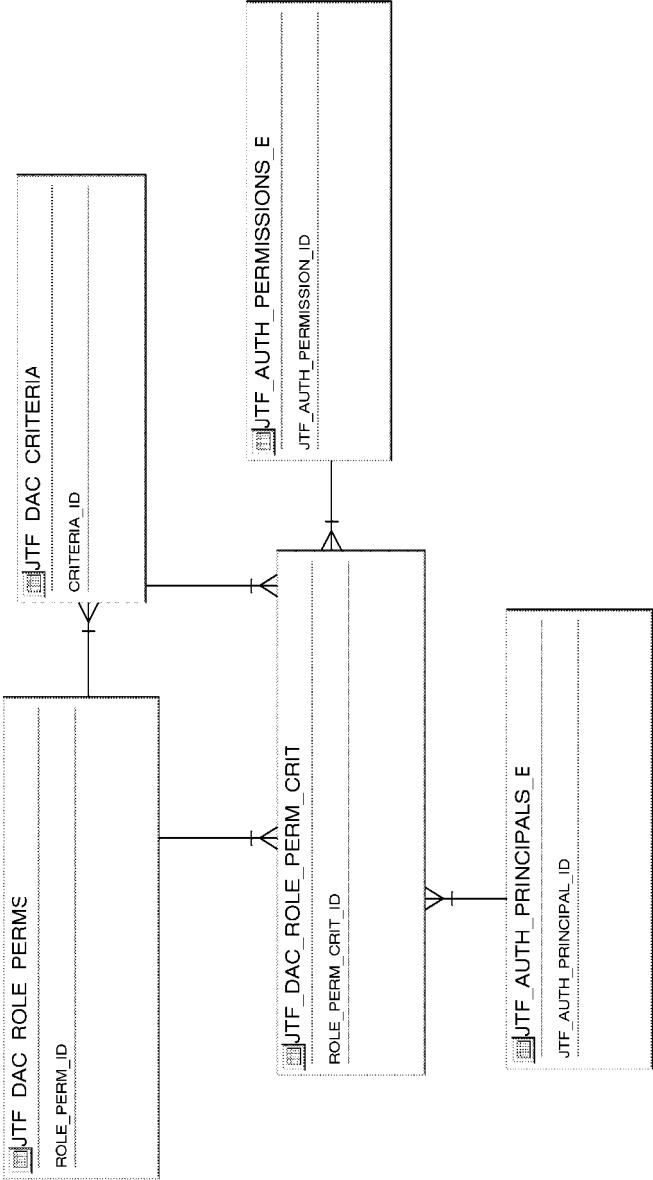 JTF_DAC_ROLE_PERMS
ROLE_PERM_ID
JTF_DAC_CRITERIA
CRITERIA_ID
JTF_DAC_ROLE_PERM_CRIT
ROLE_PERM_CRIT_ID
JTF_AUTH_PERMISSIONS_E
JTF_AUTH_PERMISSION_ID
JTF_AUTH_PRINCIPALS_E
JTF_AUTH_PRINCIPAL_ID